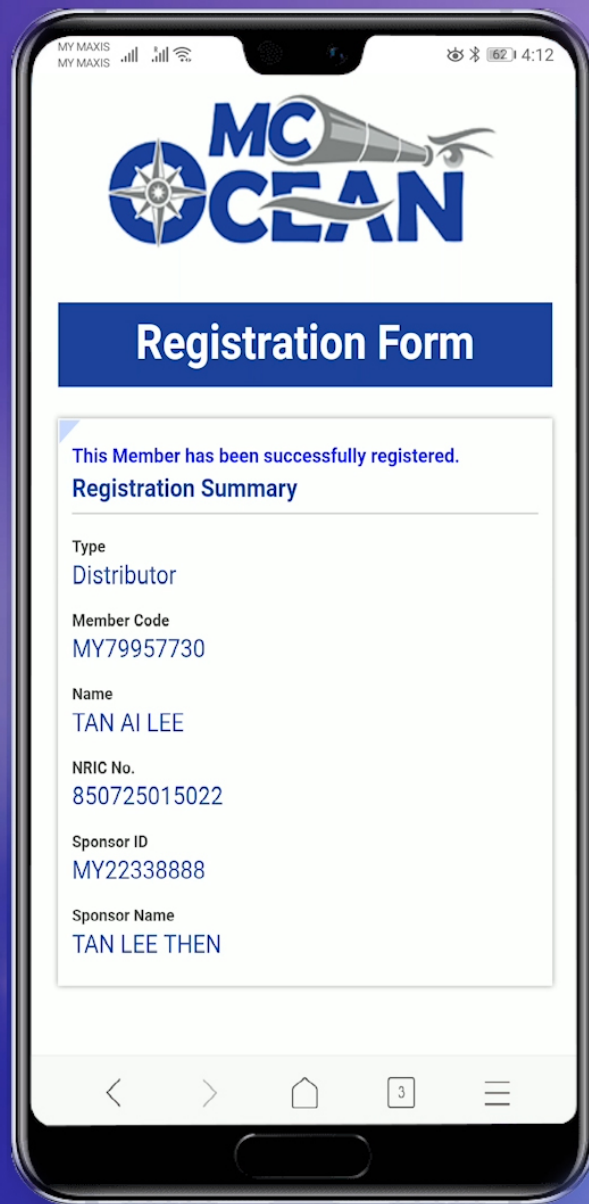 MY MAXIS
MY MAXIS
62 4:12
MC
OCEAN
Registration Form
This Member has been successfully registered.
Registration Summary
Type
Distributor
Member Code
MY79957730
Name
TAN AI LEE
NRIC No.
850725015022
Sponsor ID
MY22338888
Sponsor Name
TAN LEE THEN
3